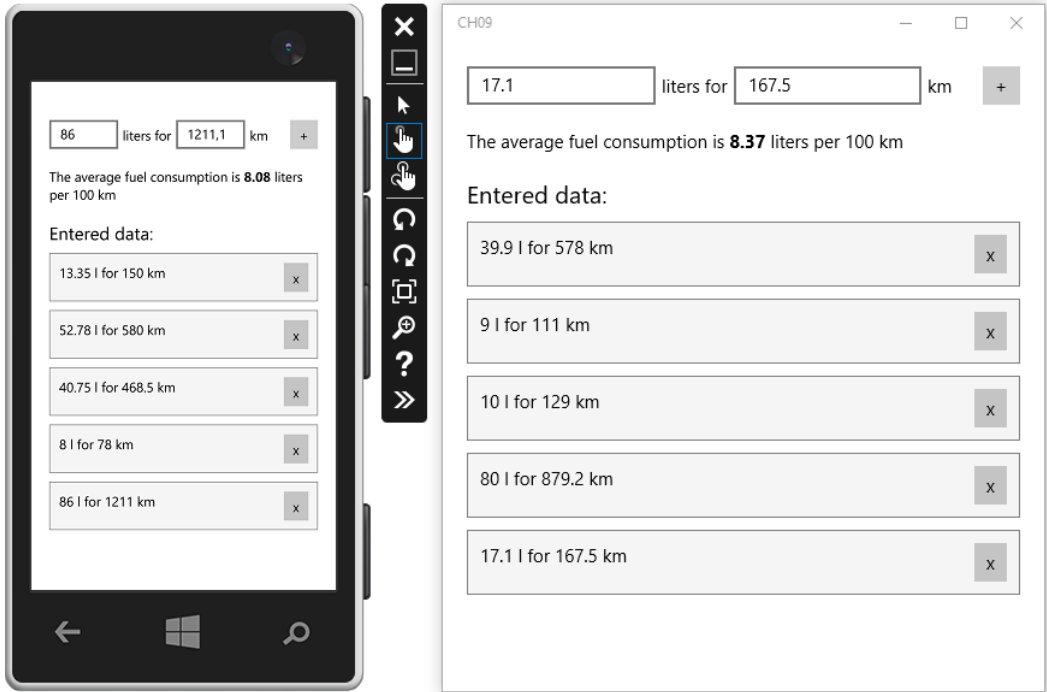 86 liters for 1211,1 km +
The average fuel consumption is 8.08 liters
per 100 km
Entered data:
13.35 l for 150 km x
52.78 l for 580 km x
40.75 l for 468.5 km x
8 l for 78 km x
86 l for 1211 km x
CH09
17.1 liters for 167.5 km +
The average fuel consumption is 8.37 liters per 100 km
Entered data:
39.9 l for 578 km x
9 l for 111 km x
10 l for 129 km x
80 l for 879.2 km x
17.1 l for 167.5 km x